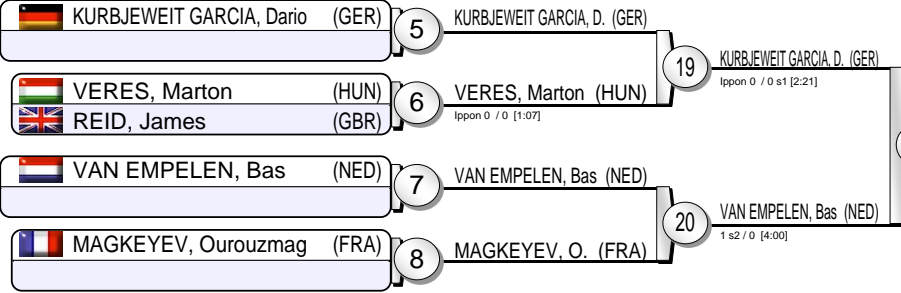 KURBJEWEIT GARCIA, Dario (GER)
5
KURBJEWEIT GARCIA, D. (GER)
VERES, Marton (HUN)
REID, James (GBR)
6
VERES, Marton (HUN)
Ippon 0 / 0 [1:07]
19
KURBJEWEIT GARCIA, D. (GER)
Ippon 0 / 0 s1 [2:21]
VAN EMPELEN, Bas (NED)
7
VAN EMPELEN, Bas (NED)
MAGKEYEV, Ourouzmag (FRA)
8
MAGKEYEV, O. (FRA)
20
VAN EMPELEN, Bas (NED)
1 s2 / 0 [4:00]